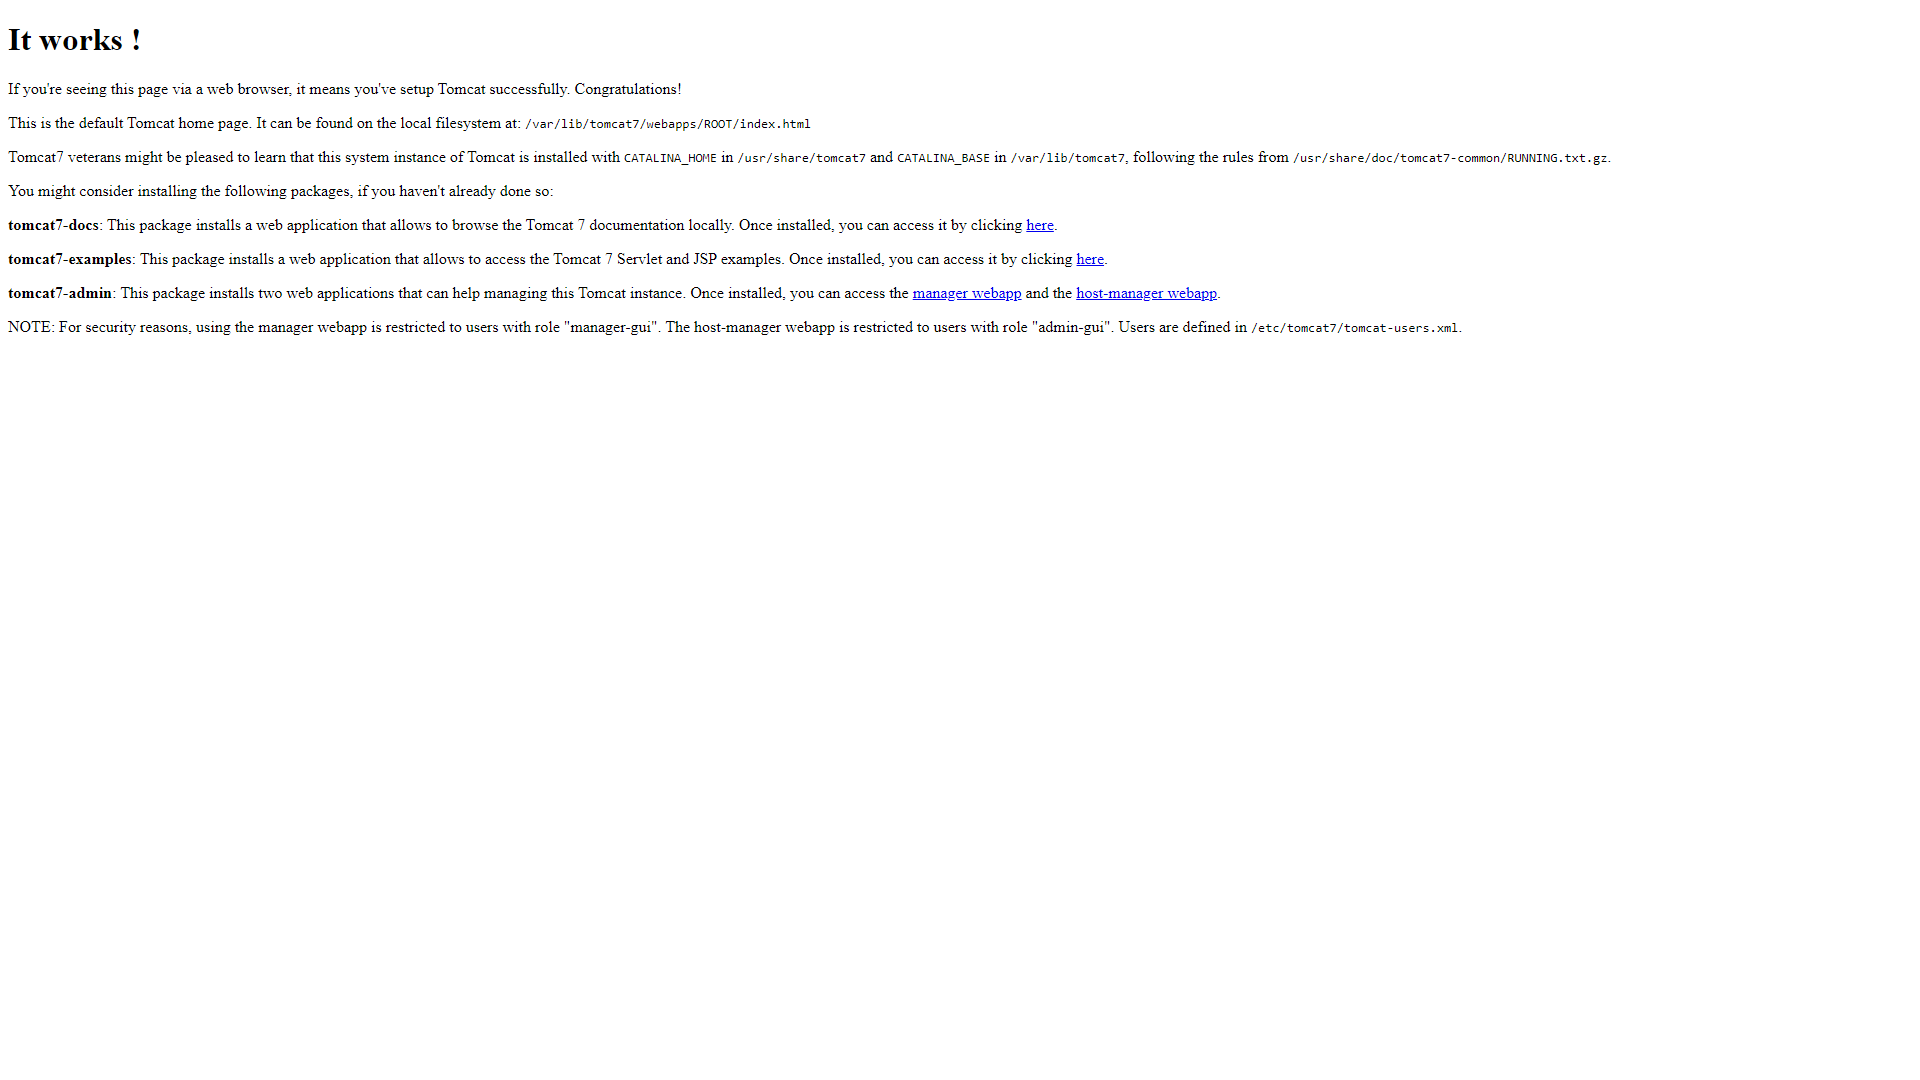 It works !
If you're seeing this page via a web browser, it means you've setup Tomcat successfully. Congratulations!
This is the default Tomcat home page. It can be found on the local filesystem at: /var/lib/tomcat7/webapps/ROOT/index.html
Tomcat7 veterans might be pleased to learn that this system instance of Tomcat is installed with CATALINA_HOME in /usr/share/tomcat7 and CATALINA_BASE in /var/lib/tomcat7, following the rules from /usr/share/doc/tomcat7-common/RUNNING.txt.gz.
You might consider installing the following packages, if you haven't already done so:
tomcat7-docs: This package installs a web application that allows to browse the Tomcat 7 documentation locally. Once installed, you can access it by clicking here.
tomcat7-examples: This package installs a web application that allows to access the Tomcat 7 Servlet and JSP examples. Once installed, you can access it by clicking here.
tomcat7-admin: This package installs two web applications that can help managing this Tomcat instance. Once installed, you can access the manager webapp and the host-manager webapp.
NOTE: For security reasons, using the manager webapp is restricted to users with role "manager-gui". The host-manager webapp is restricted to users with role "admin-gui". Users are defined in /etc/tomcat7/tomcat-users.xml.